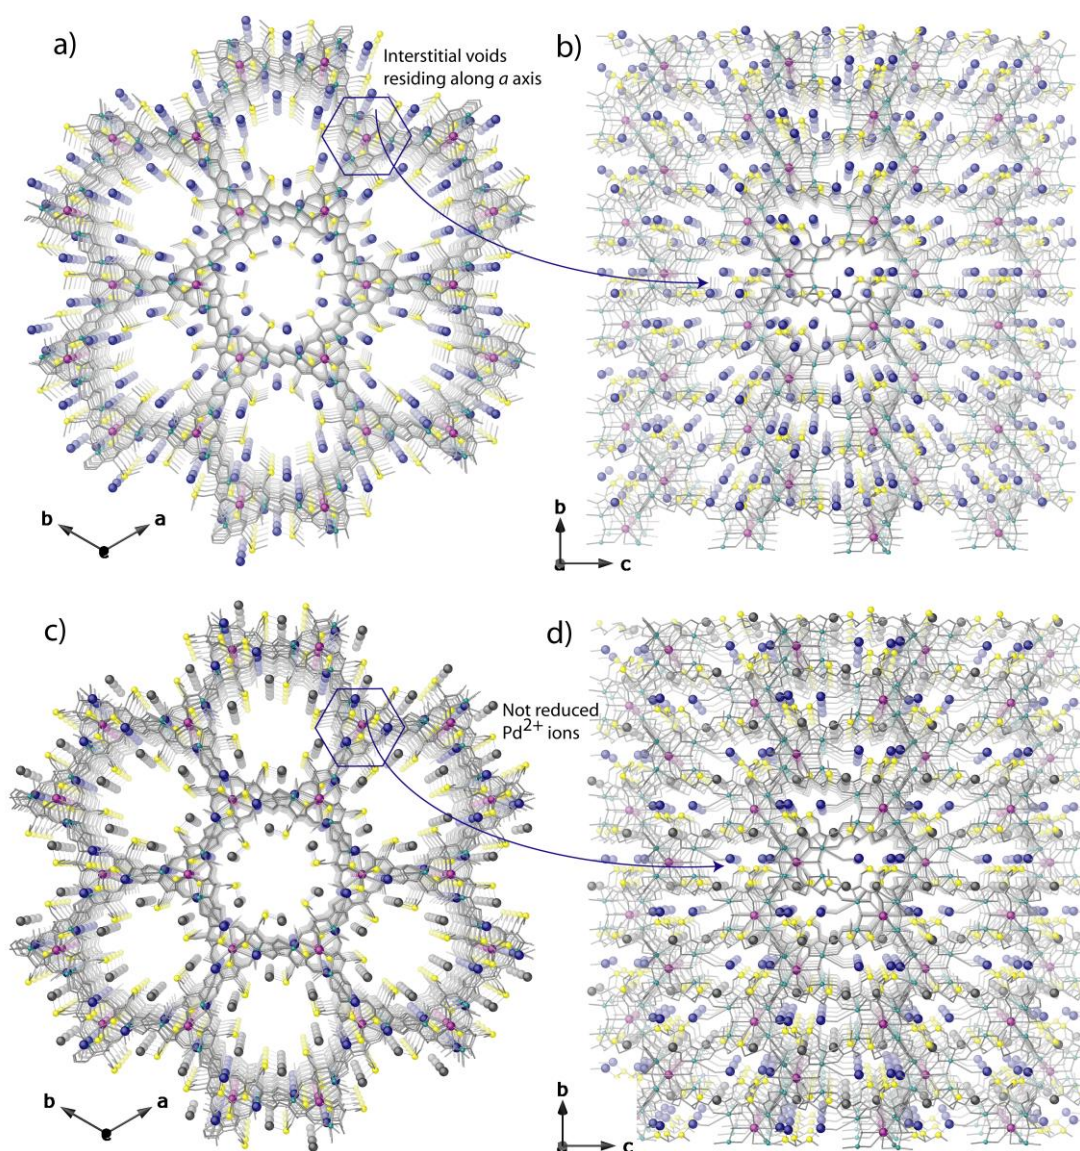 a)
Interstitial voids
residing along a axis
b)
b
a
c
b
a
c
c)
Not reduced
Pd²⁺ ions
d)
b
a
c
b
a
c